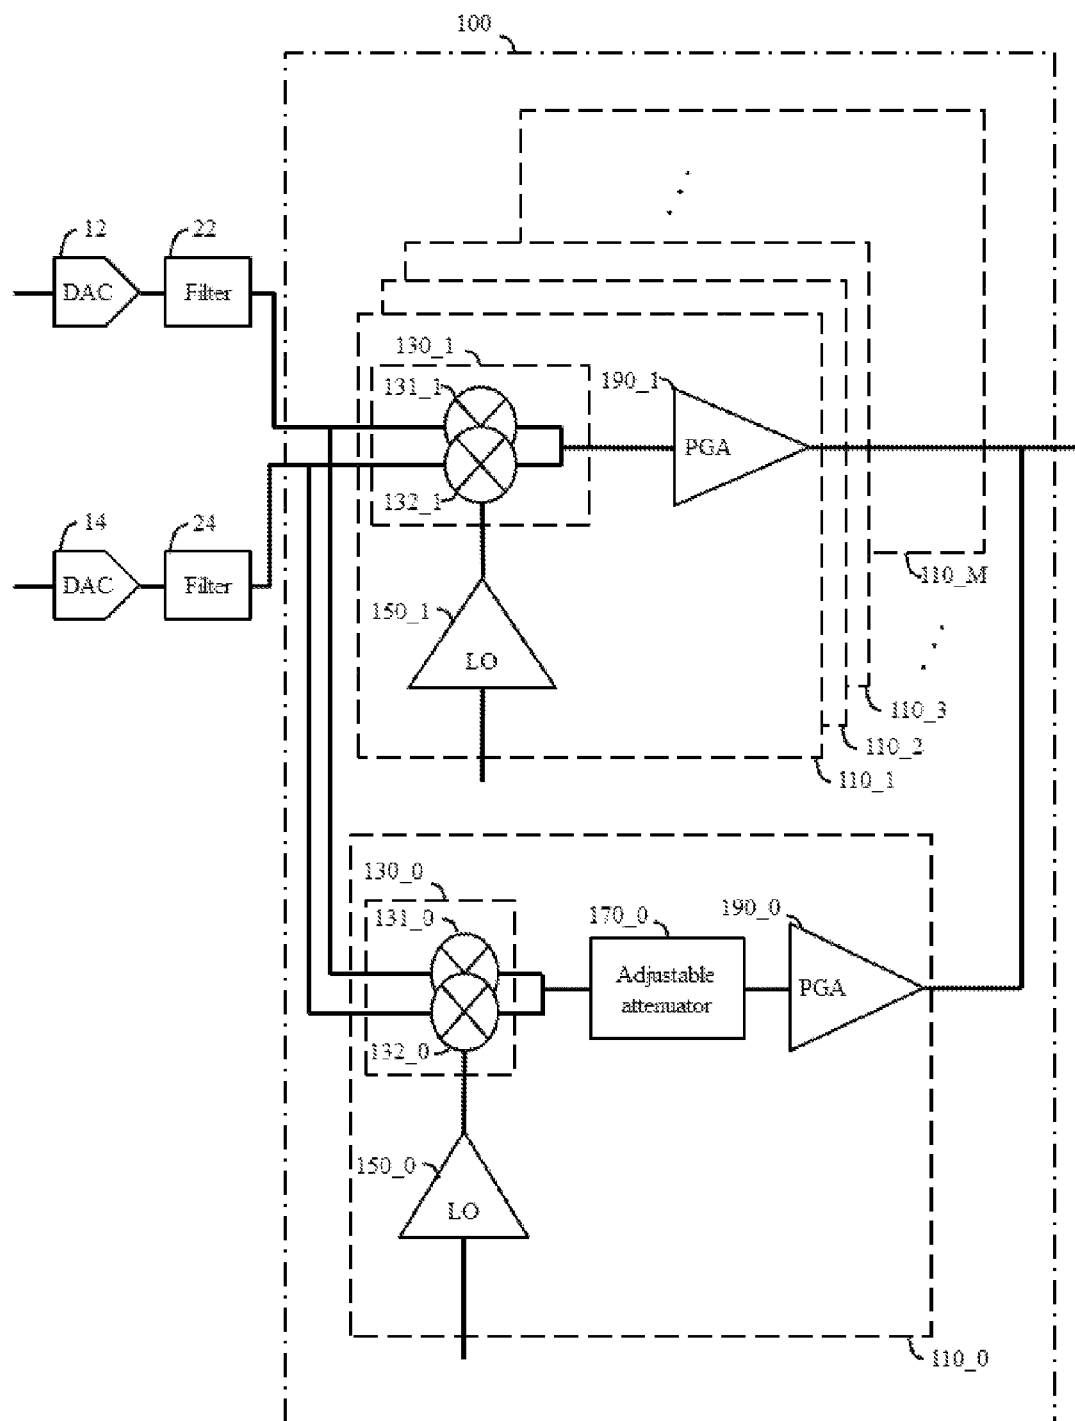 100
12
22
DAC
Filter
130_1
131_1
190_1
PGA
132_1
14
24
DAC
Filter
110_M
150_1
LO
110_3
110_2
110_1
130_0
131_0
170_0
190_0
Adjustable
attenuator
PGA
132_0
150_0
LO
110_0